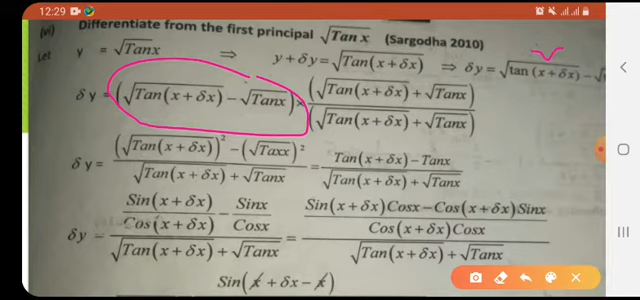 12:29
(vi) Differentiate from the first principal √Tan x (Sargodha 2010)
Let y = √Tanx ⇒ y + δy = √Tan(x + δx) ⇒ δy = √tan (x + δx) − √
δy = (√Tan(x + δx) − √Tanx) × (√Tan(x + δx) + √Tanx) / (√Tan(x + δx) + √Tanx)
δy = (√Tan(x + δx))² − (√Taxx)² / √Tan(x + δx) + √Tanx = Tan(x + δx) − Tanx / √Tan(x + δx) + √Tanx
δy = Sin(x + δx) / Cos(x + δx) − Sinx / Cosx / √Tan(x + δx) + √Tanx = Sin(x + δx)Cosx − Cos(x + δx)Sinx / Cos(x + δx)Cosx / √Tan(x + δx) + √Tanx
Sin(x + δx − x)